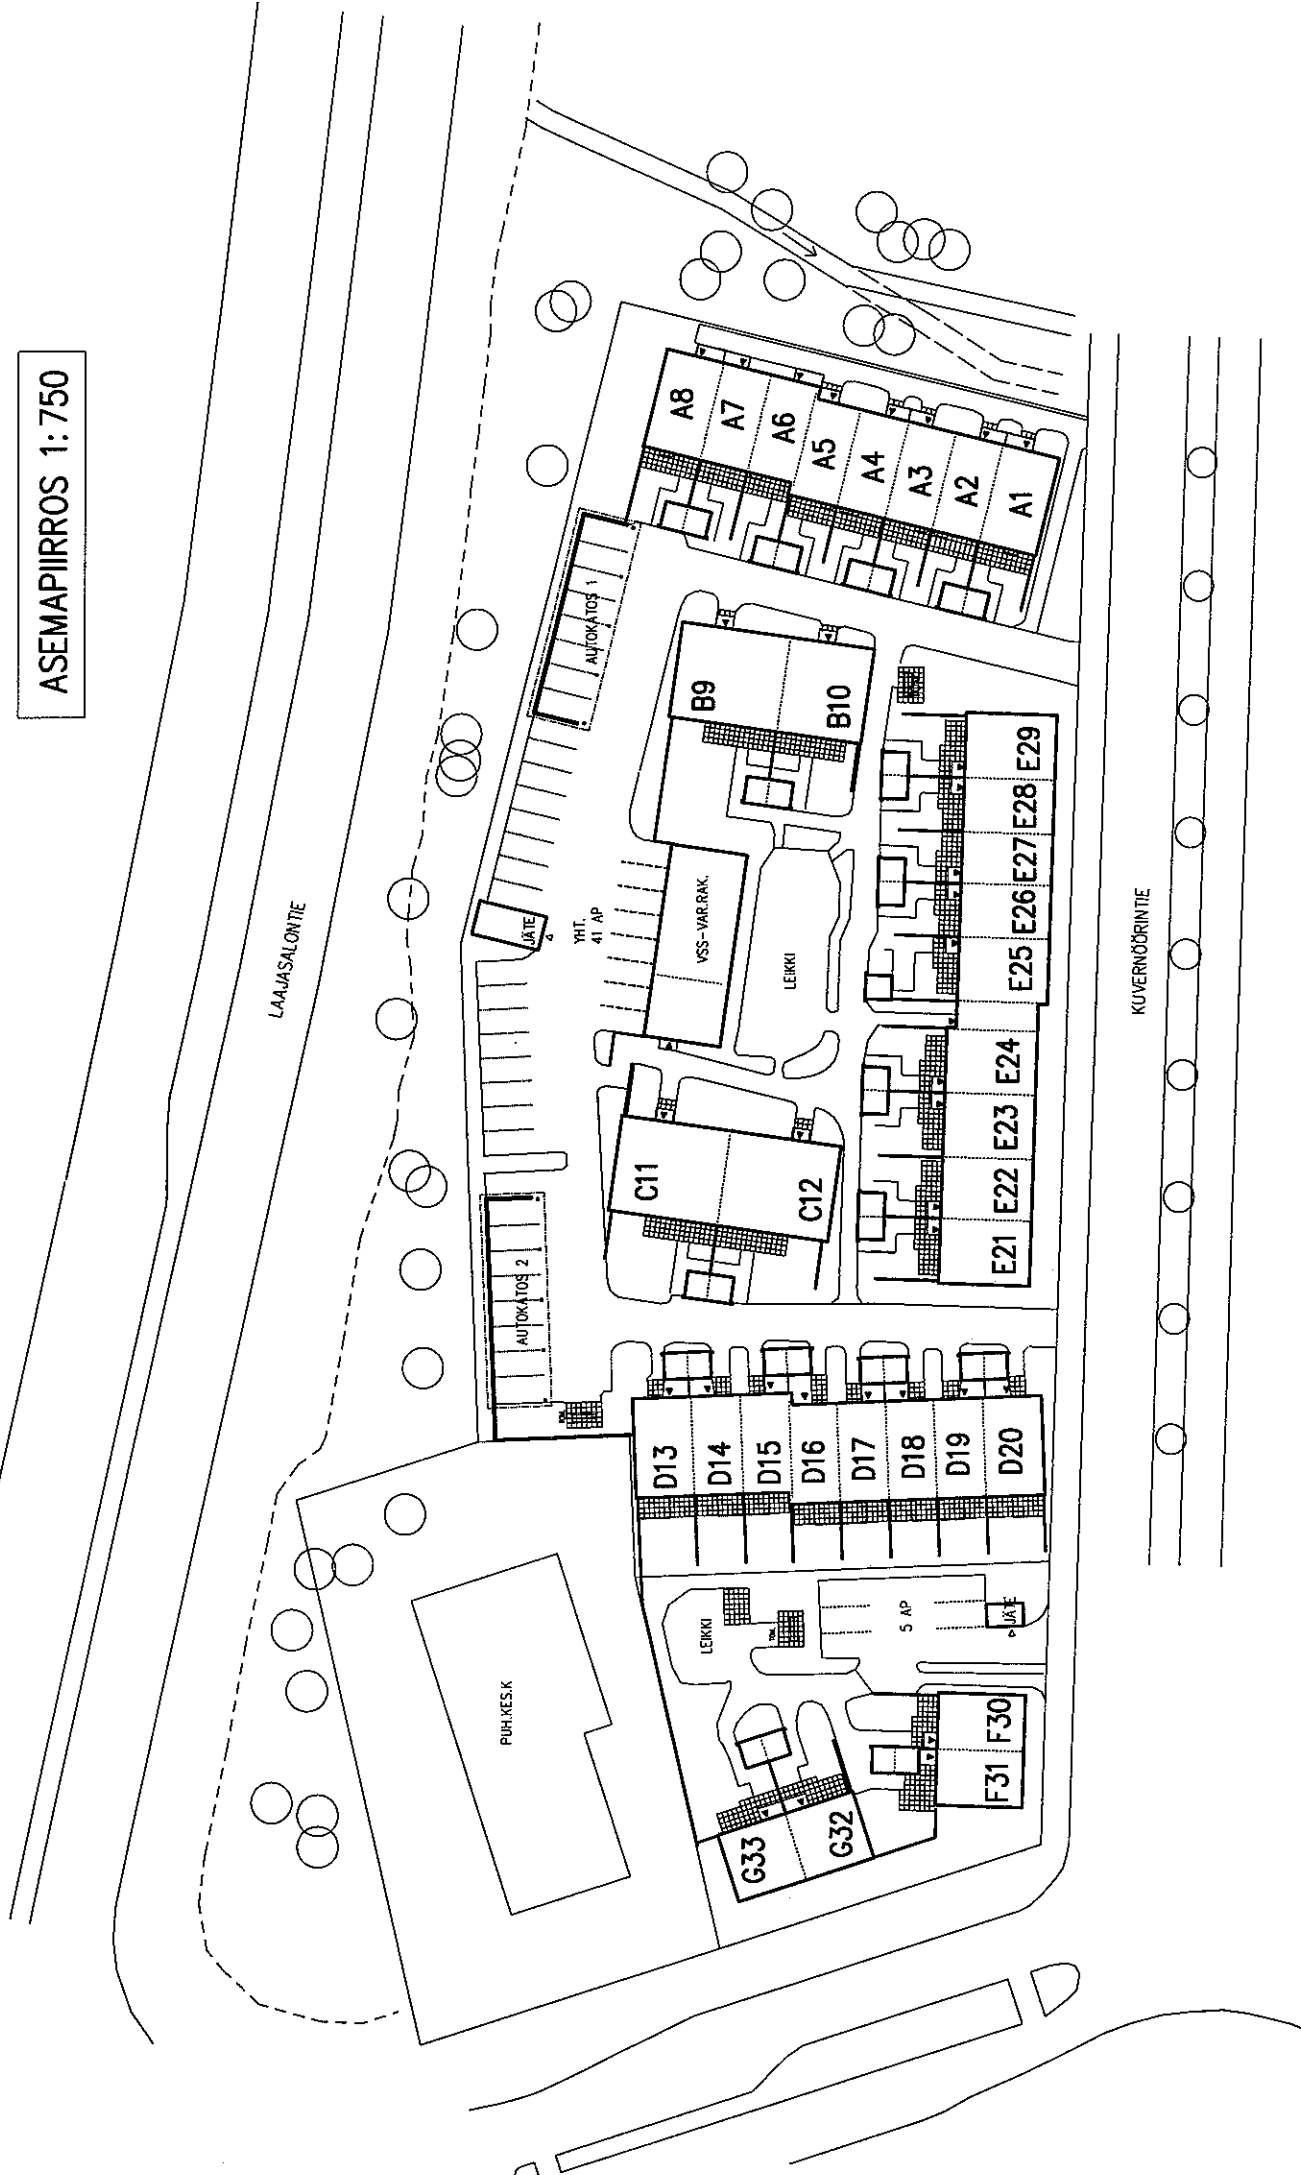 ASEMAPIIRROS 1:750
LAAJASALONTIE
KUVERNÖÖRINTIE
A8
A7
A6
A5
A4
A3
A2
A1
AUTOKATOS 1
B9
B10
JÄTE
YHT.
41 AP
VSS-VAR.RAK.
LEIKKI
E29
E28
E27
E26
E25
E24
E23
E22
E21
C11
C12
AUTOKATOS 2
D13
D14
D15
D16
D17
D18
D19
D20
PUH.KES.K
LEIKKI
TOM.
5 AP
JÄTE
F30
F31
G32
G33